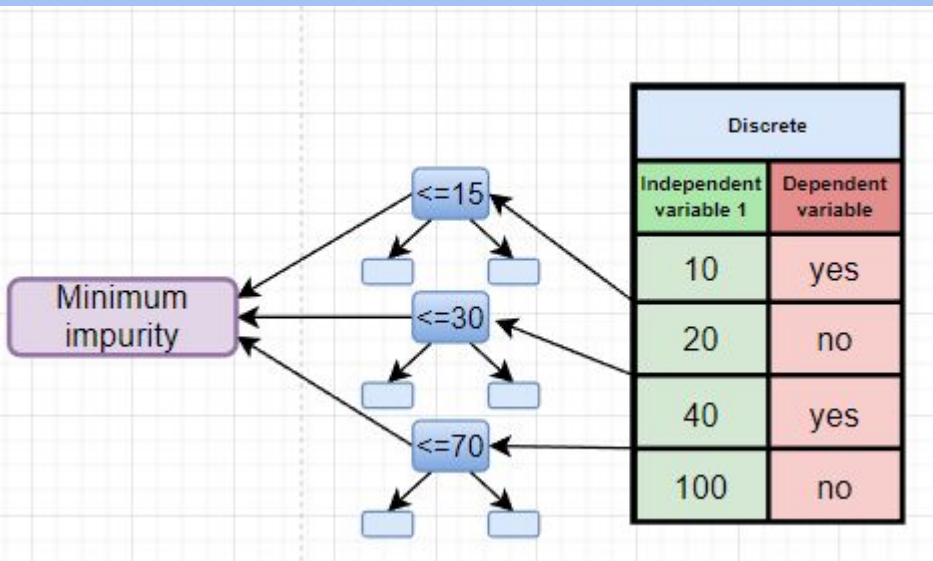 Discrete
Independent
variable 1
Dependent
variable
10
yes
20
no
40
yes
100
no
<=15
<=30
<=70
Minimum
impurity